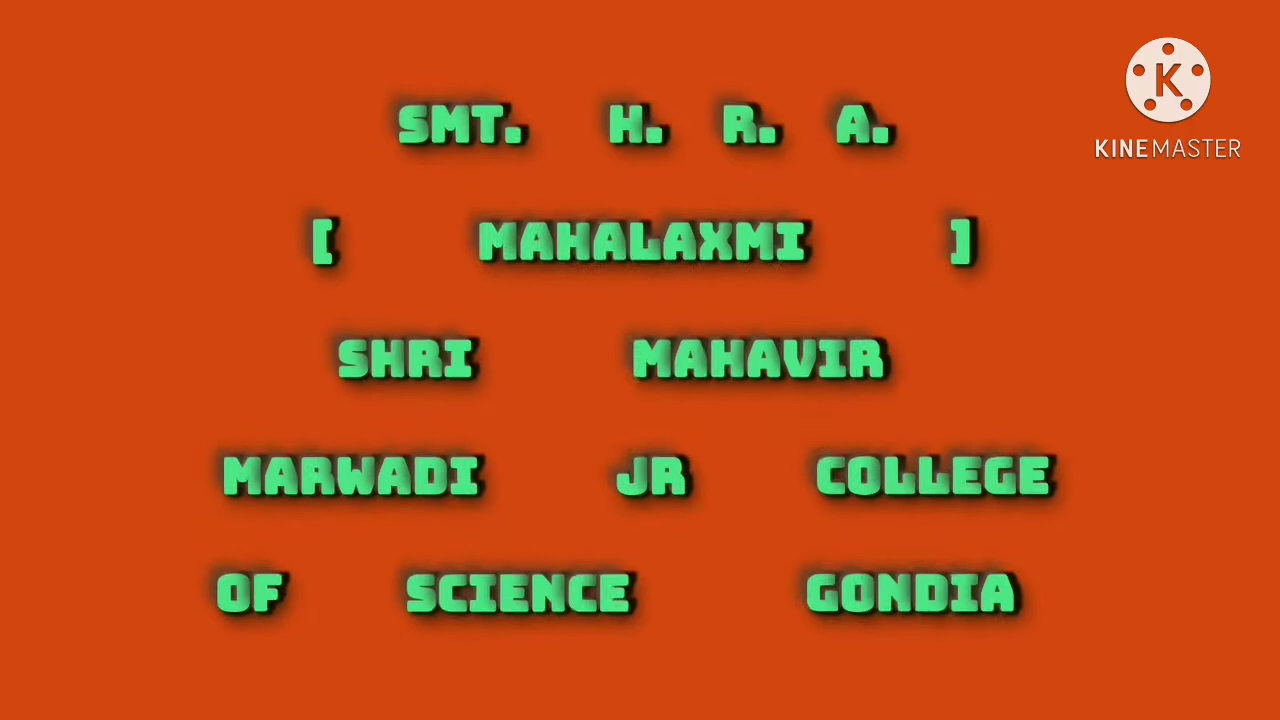 SMT. H. R. A.
[ MAHALAXMI ]
SHRI MAHAVIR
MARWADI JR COLLEGE
OF SCIENCE GONDIA
K
KINEMASTER